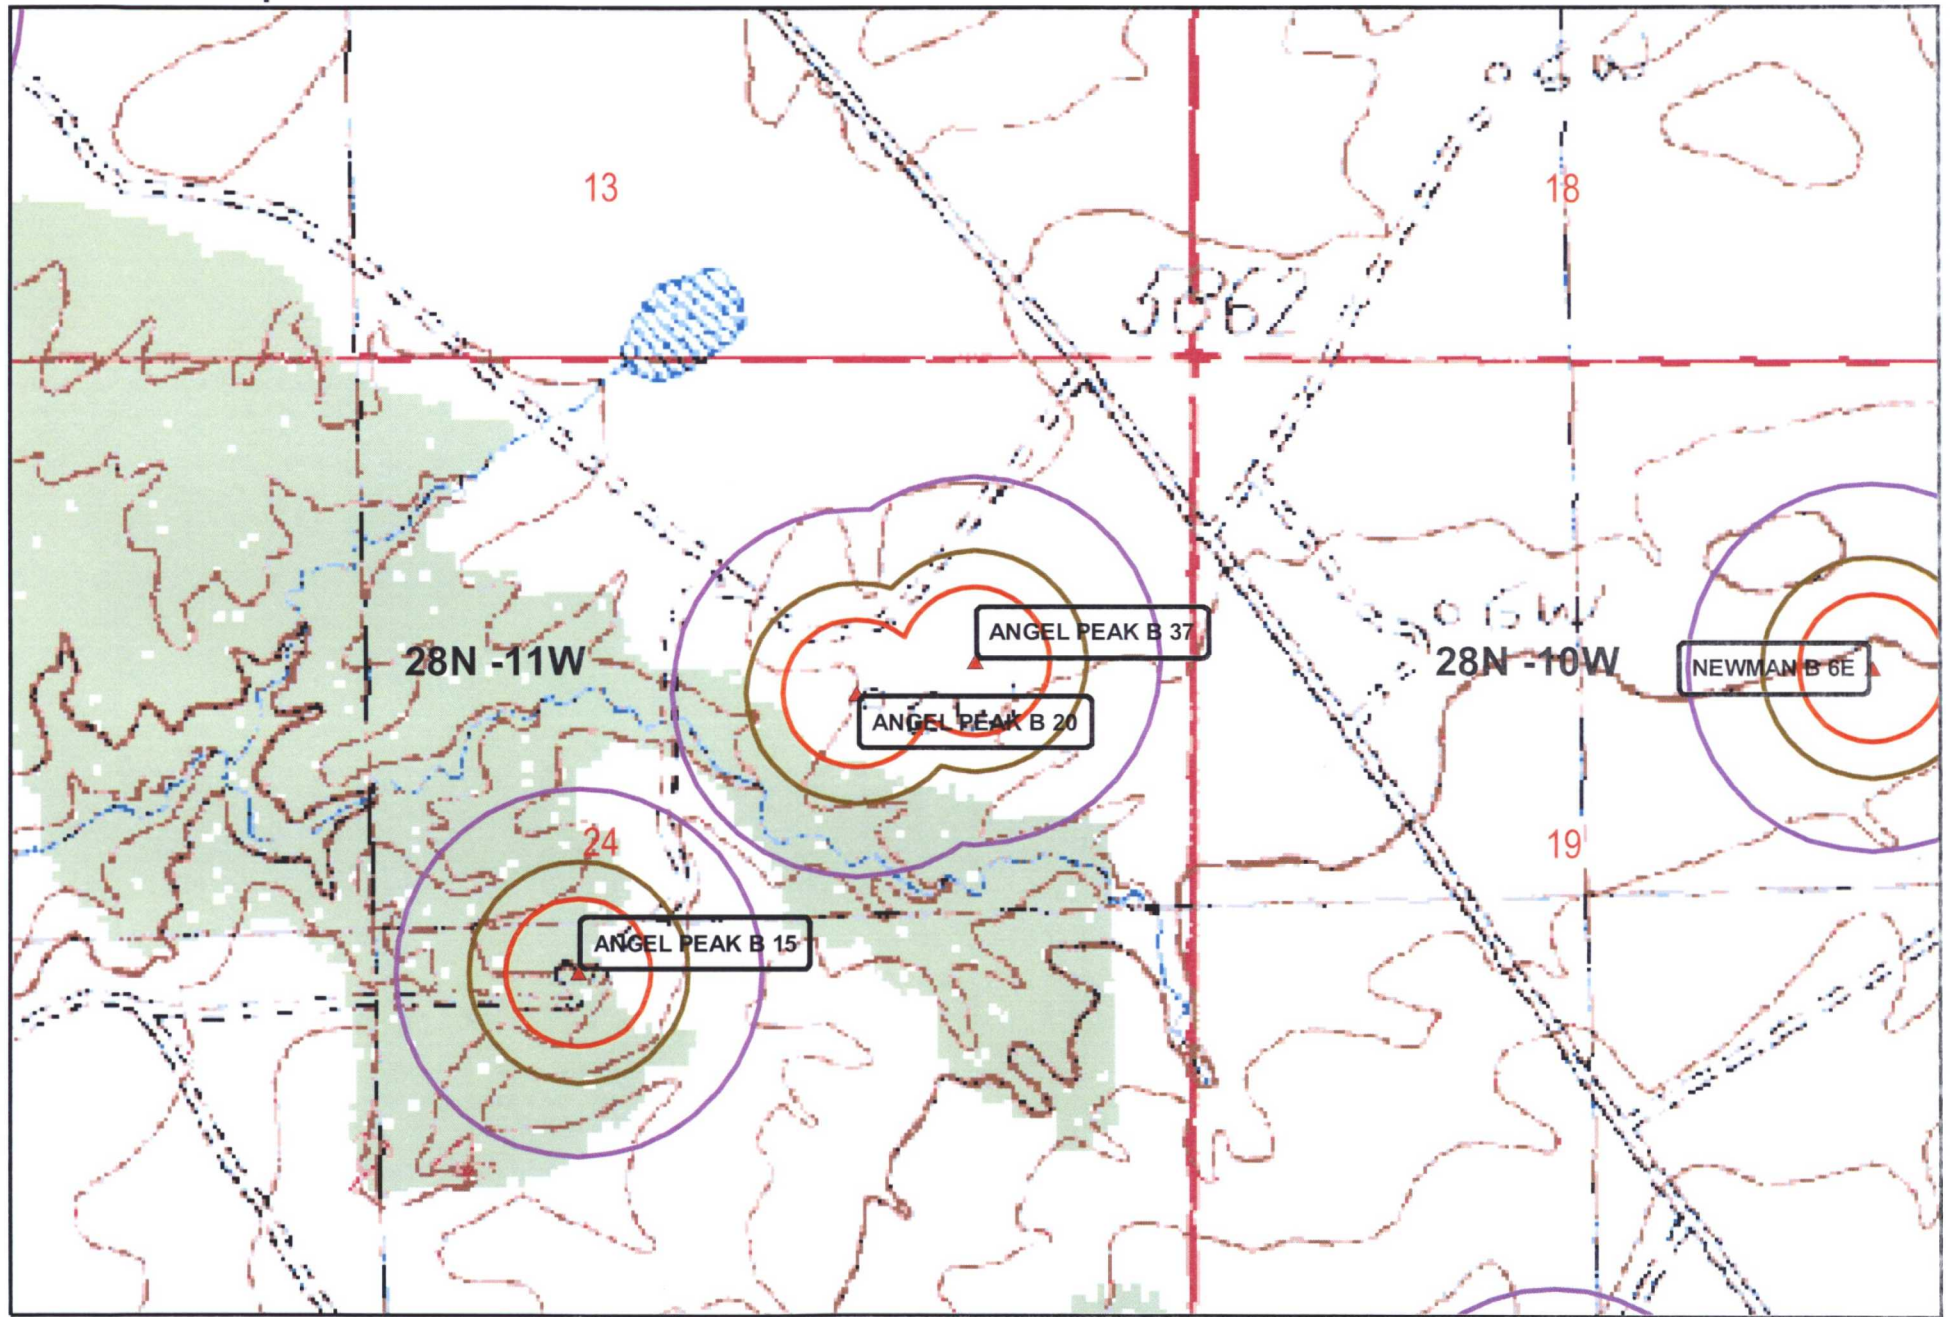 13
18
5862
ANGEL PEAK B 37
28N -11W
28N -10W
NEWMAN B 6E
ANGEL PEAK B 20
24
19
ANGEL PEAK B 15